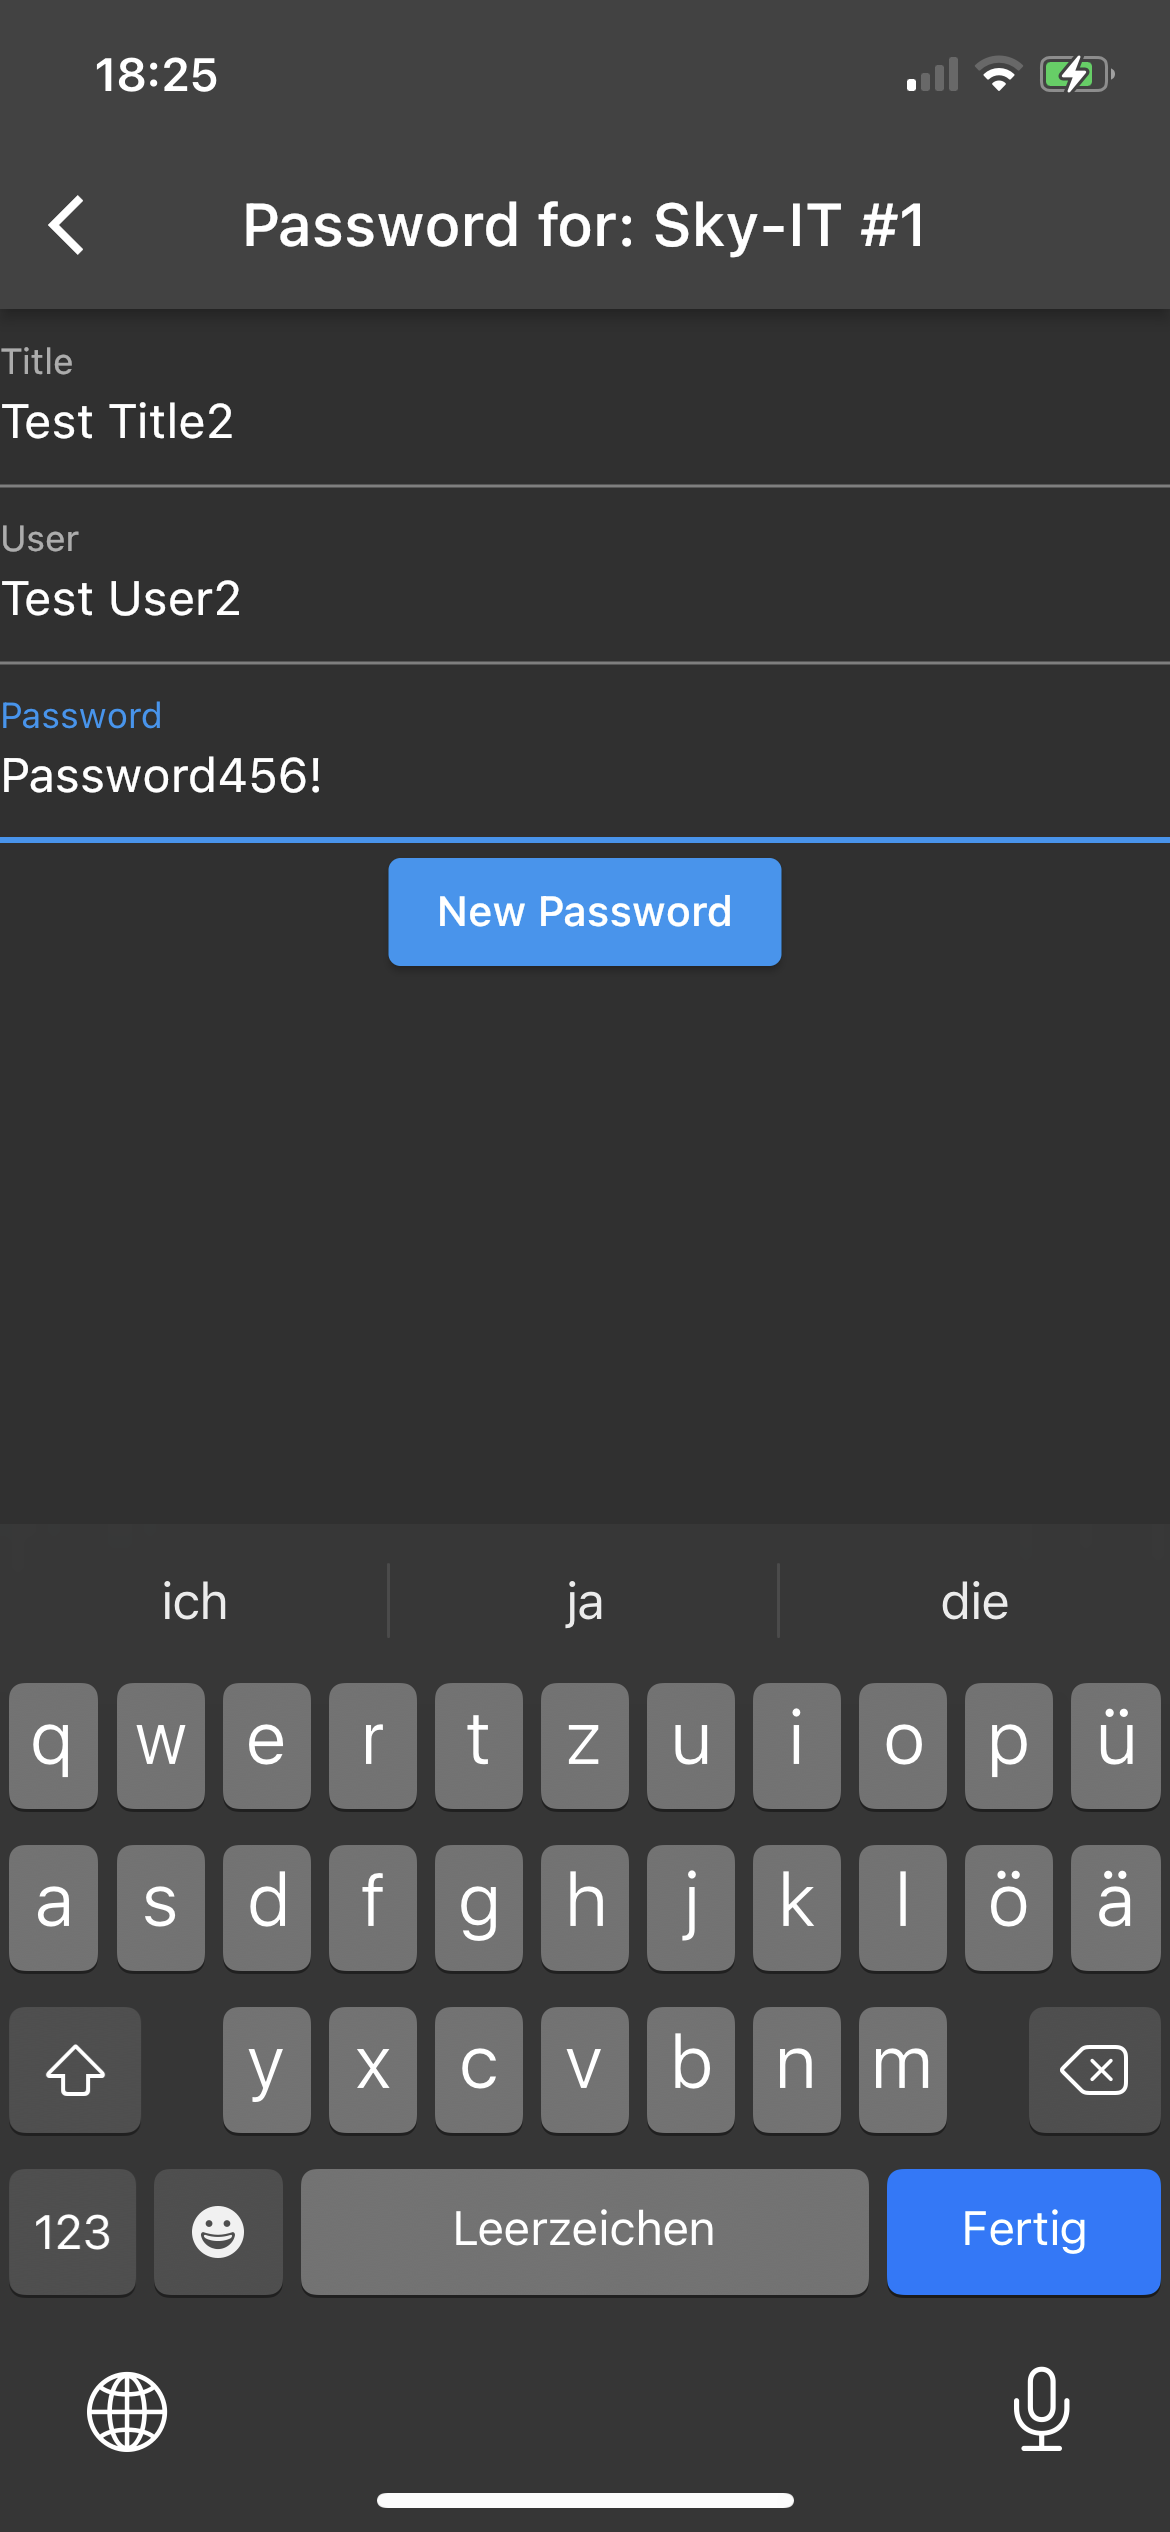 18:25
Password for: Sky-IT #1
Title
Test Title2
User
Test User2
Password
Password456!
New Password
ich ja die
q w e r t z u i o p ü
a s d f g h j k l ö ä
y x c v b n m
123 Leerzeichen Fertig